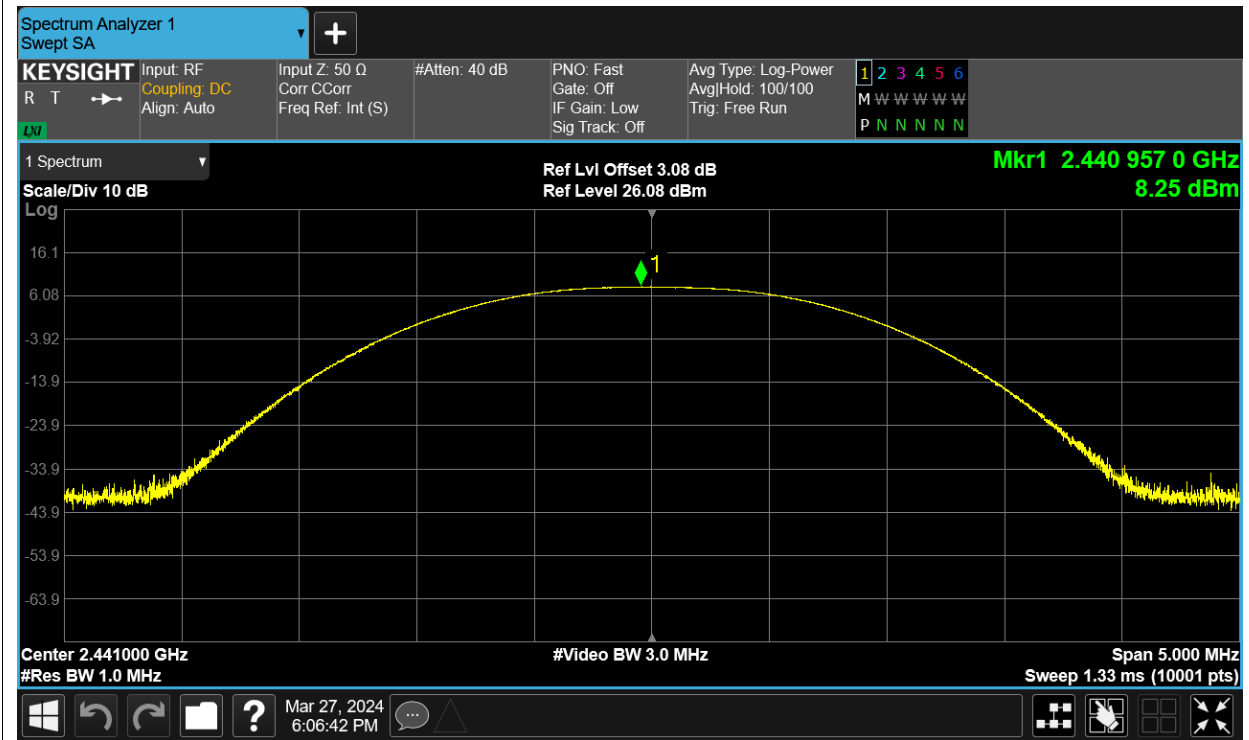 Spectrum Analyzer 1
Swept SA
KEYSIGHT
R T
LXI
Input: RF
Coupling: DC
Align: Auto
Input Z: 50 Ω
Corr CCorr
Freq Ref: Int (S)
#Atten: 40 dB
PNO: Fast
Gate: Off
IF Gain: Low
Sig Track: Off
Avg Type: Log-Power
Avg|Hold: 100/100
Trig: Free Run
1 2 3 4 5 6
M W W W W W
P N N N N N
1 Spectrum
Scale/Div 10 dB
Ref Lvl Offset 3.08 dB
Ref Level 26.08 dBm
Mkr1 2.440 957 0 GHz
8.25 dBm
Log
16.1
6.08
-3.92
-13.9
-23.9
-33.9
-43.9
-53.9
-63.9
1
Center 2.441000 GHz
#Res BW 1.0 MHz
#Video BW 3.0 MHz
Span 5.000 MHz
Sweep 1.33 ms (10001 pts)
?
Mar 27, 2024
6:06:42 PM